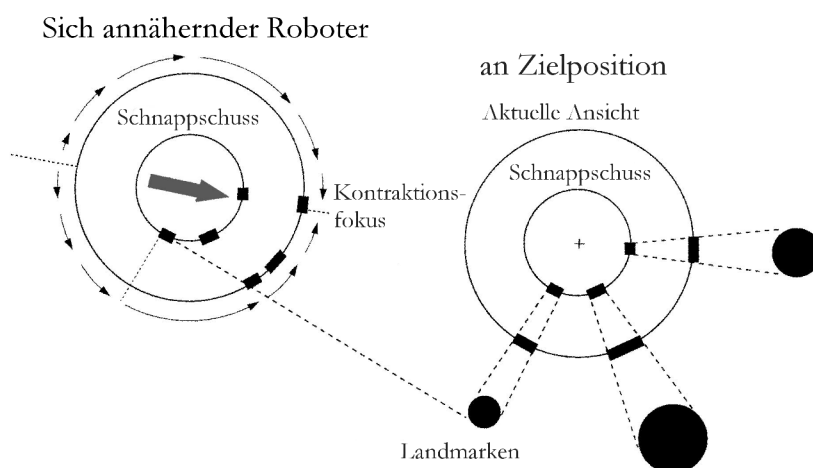 Sich annähernder Roboter
an Zielposition
Schnappschuss
Aktuelle Ansicht
Schnappschuss
Kontraktions-
fokus
Landmarken